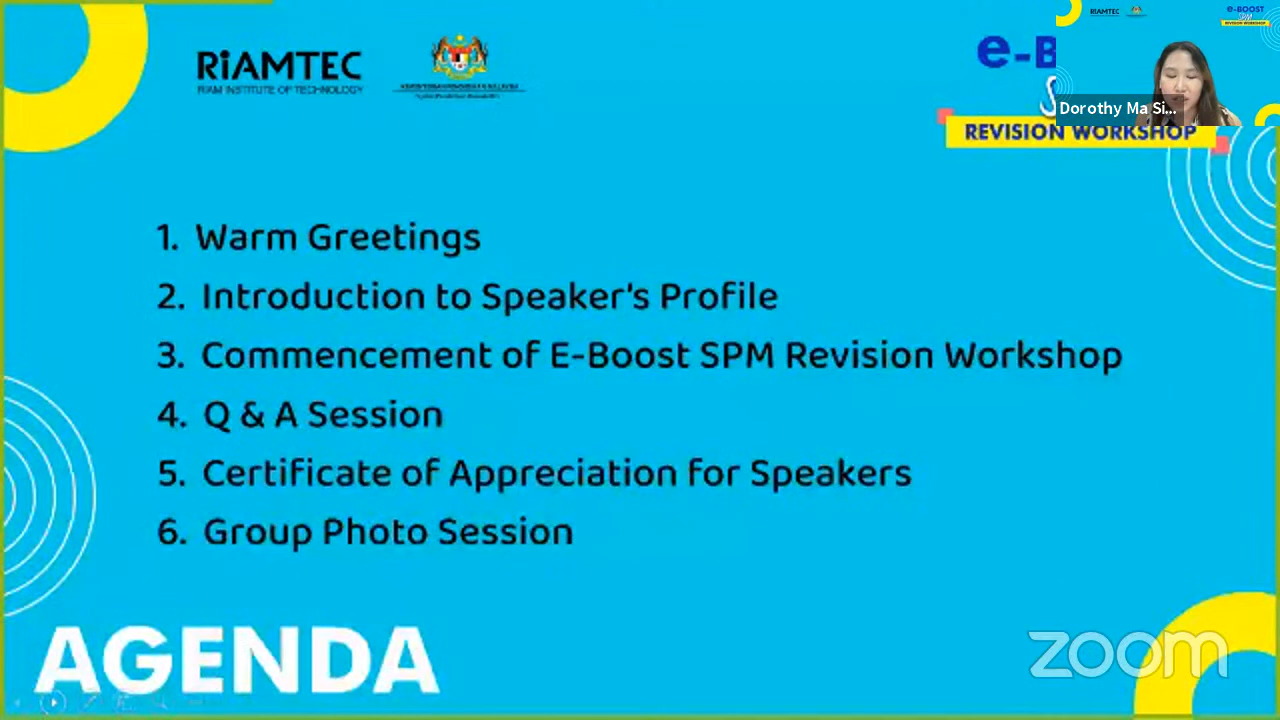 RiAMTEC
RIAM INSTITUTE OF TECHNOLOGY
RiAMTEC
e-BOOST
SPM
REVISION WORKSHOP
e-B
Dorothy Ma Si...
REVISION WORKSHOP
1. Warm Greetings
2. Introduction to Speaker's Profile
3. Commencement of E-Boost SPM Revision Workshop
4. Q & A Session
5. Certificate of Appreciation for Speakers
6. Group Photo Session
AGENDA
zoom